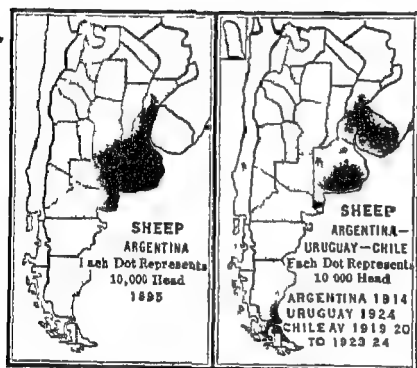 SHEEP
ARGENTINA
Each Dot Represents
10,000 Head
1895
SHEEP
ARGENTINA—
URUGUAY—CHILE
Each Dot Represents
10 000 Head
ARGENTINA 1914
URUGUAY 1924
CHILE AV 1919 20
TO 1923 24